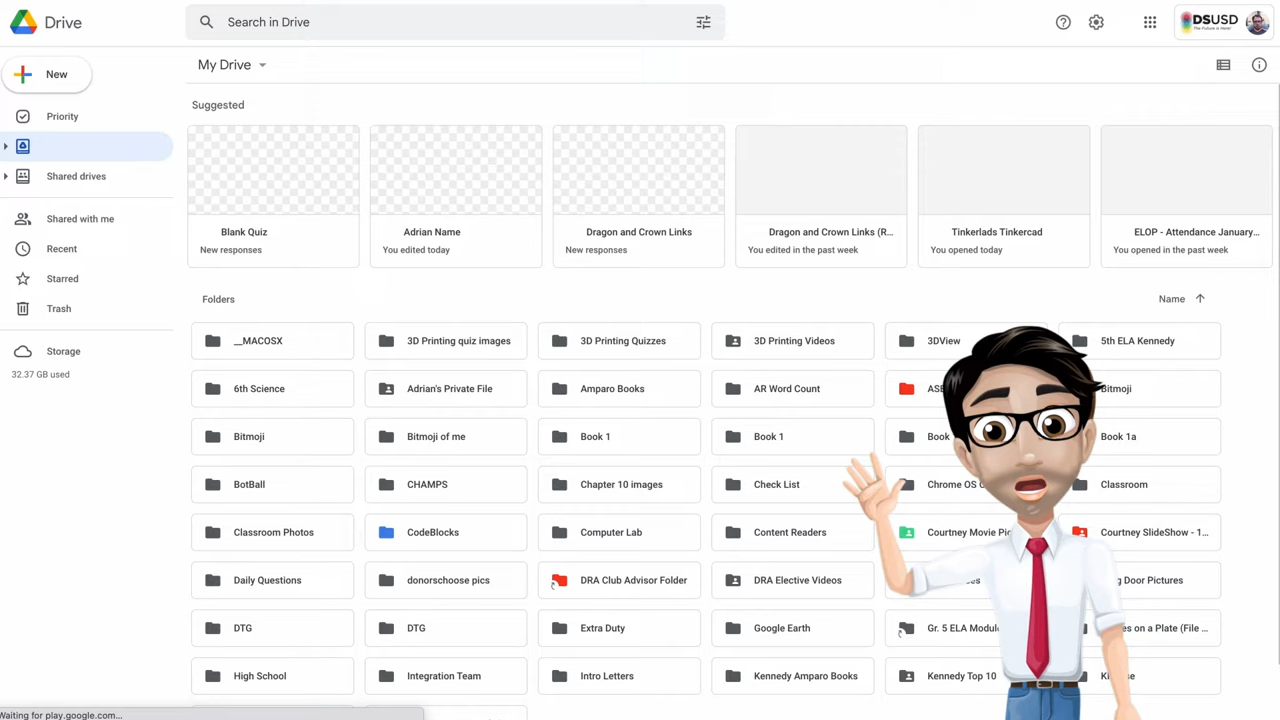 Drive
Search in Drive
DSUSD
New
My Drive
Priority
Shared drives
Shared with me
Recent
Starred
Trash
Storage
32.37 GB used
Suggested
Blank Quiz
New responses
Adrian Name
You edited today
Dragon and Crown Links
New responses
Dragon and Crown Links (R...
You edited in the past week
Tinkerlads Tinkercad
You opened today
ELOP - Attendance January...
You opened in the past week
Folders
Name
__MACOSX
3D Printing quiz images
3D Printing Quizzes
3D Printing Videos
3DView
5th ELA Kennedy
6th Science
Adrian's Private File
Amparo Books
AR Word Count
Bitmoji
Bitmoji
Bitmoji of me
Book 1
Book 1
Book
Book 1a
BotBall
CHAMPS
Chapter 10 images
Check List
Chrome OS
Classroom
Classroom Photos
CodeBlocks
Computer Lab
Content Readers
Courtney Movie
Courtney SlideShow - 1...
Daily Questions
donorschoose pics
DRA Club Advisor Folder
DRA Elective Videos
Door Pictures
DTG
DTG
Extra Duty
Google Earth
Gr. 5 ELA
on a Plate (File ...
High School
Integration Team
Intro Letters
Kennedy Amparo Books
Kennedy Top 10
Waiting for play.google.com...